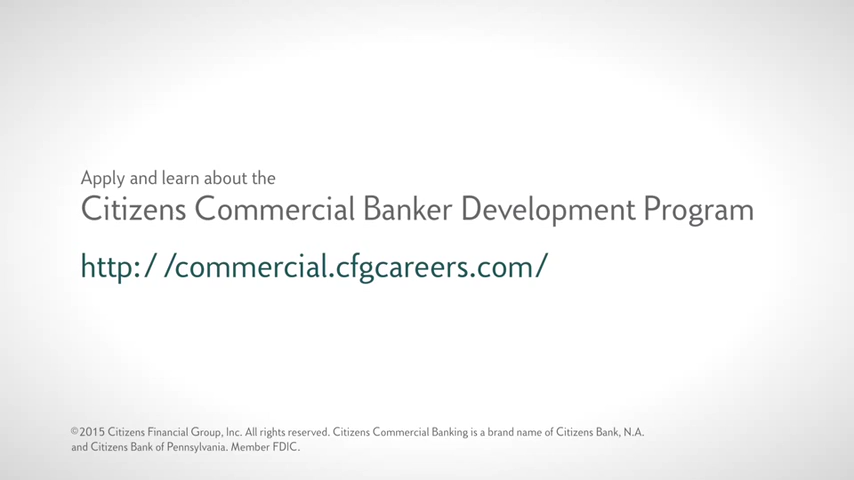 Apply and learn about the
Citizens Commercial Banker Development Program
http://commercial.cfgcareers.com/
©2015 Citizens Financial Group, Inc. All rights reserved. Citizens Commercial Banking is a brand name of Citizens Bank, N.A.
and Citizens Bank of Pennsylvania. Member FDIC.